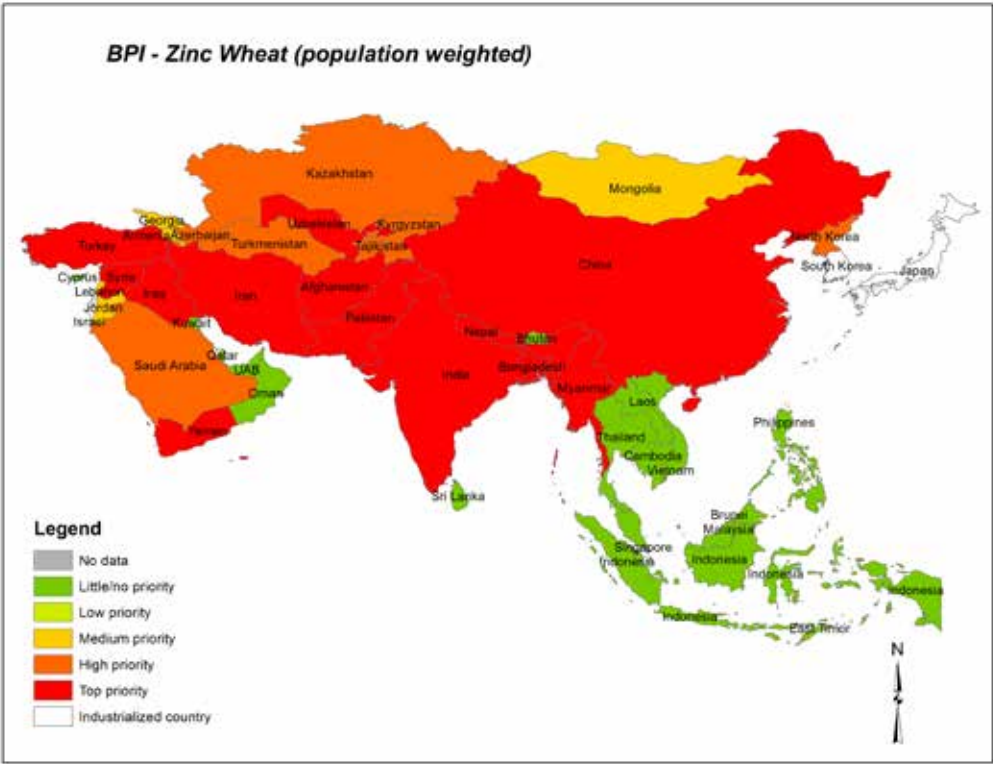 BPI - Zinc Wheat (population weighted)
Kazakhstan
Mongolia
Georgia
Armenia
Azerbaijan
Uzbekistan
Kyrgyzstan
Turkey
Turkmenistan
Tajikistan
North Korea
South Korea
Japan
China
Cyprus
Syria
Lebanon
Iraq
Iran
Afghanistan
Jordan
Israel
Kuwait
Pakistan
Nepal
Bhutan
Qatar
Saudi Arabia
UAB
Oman
India
Bangladesh
Myanmar
Laos
Yemen
Thailand
Philippines
Cambodia
Vietnam
Sri Lanka
Brunei
Malaysia
Singapore
Indonesia
Indonesia
Indonesia
Indonesia
Indonesia
East Timor
Legend
No data
Little/no priority
Low priority
Medium priority
High priority
Top priority
Industrialized country
N